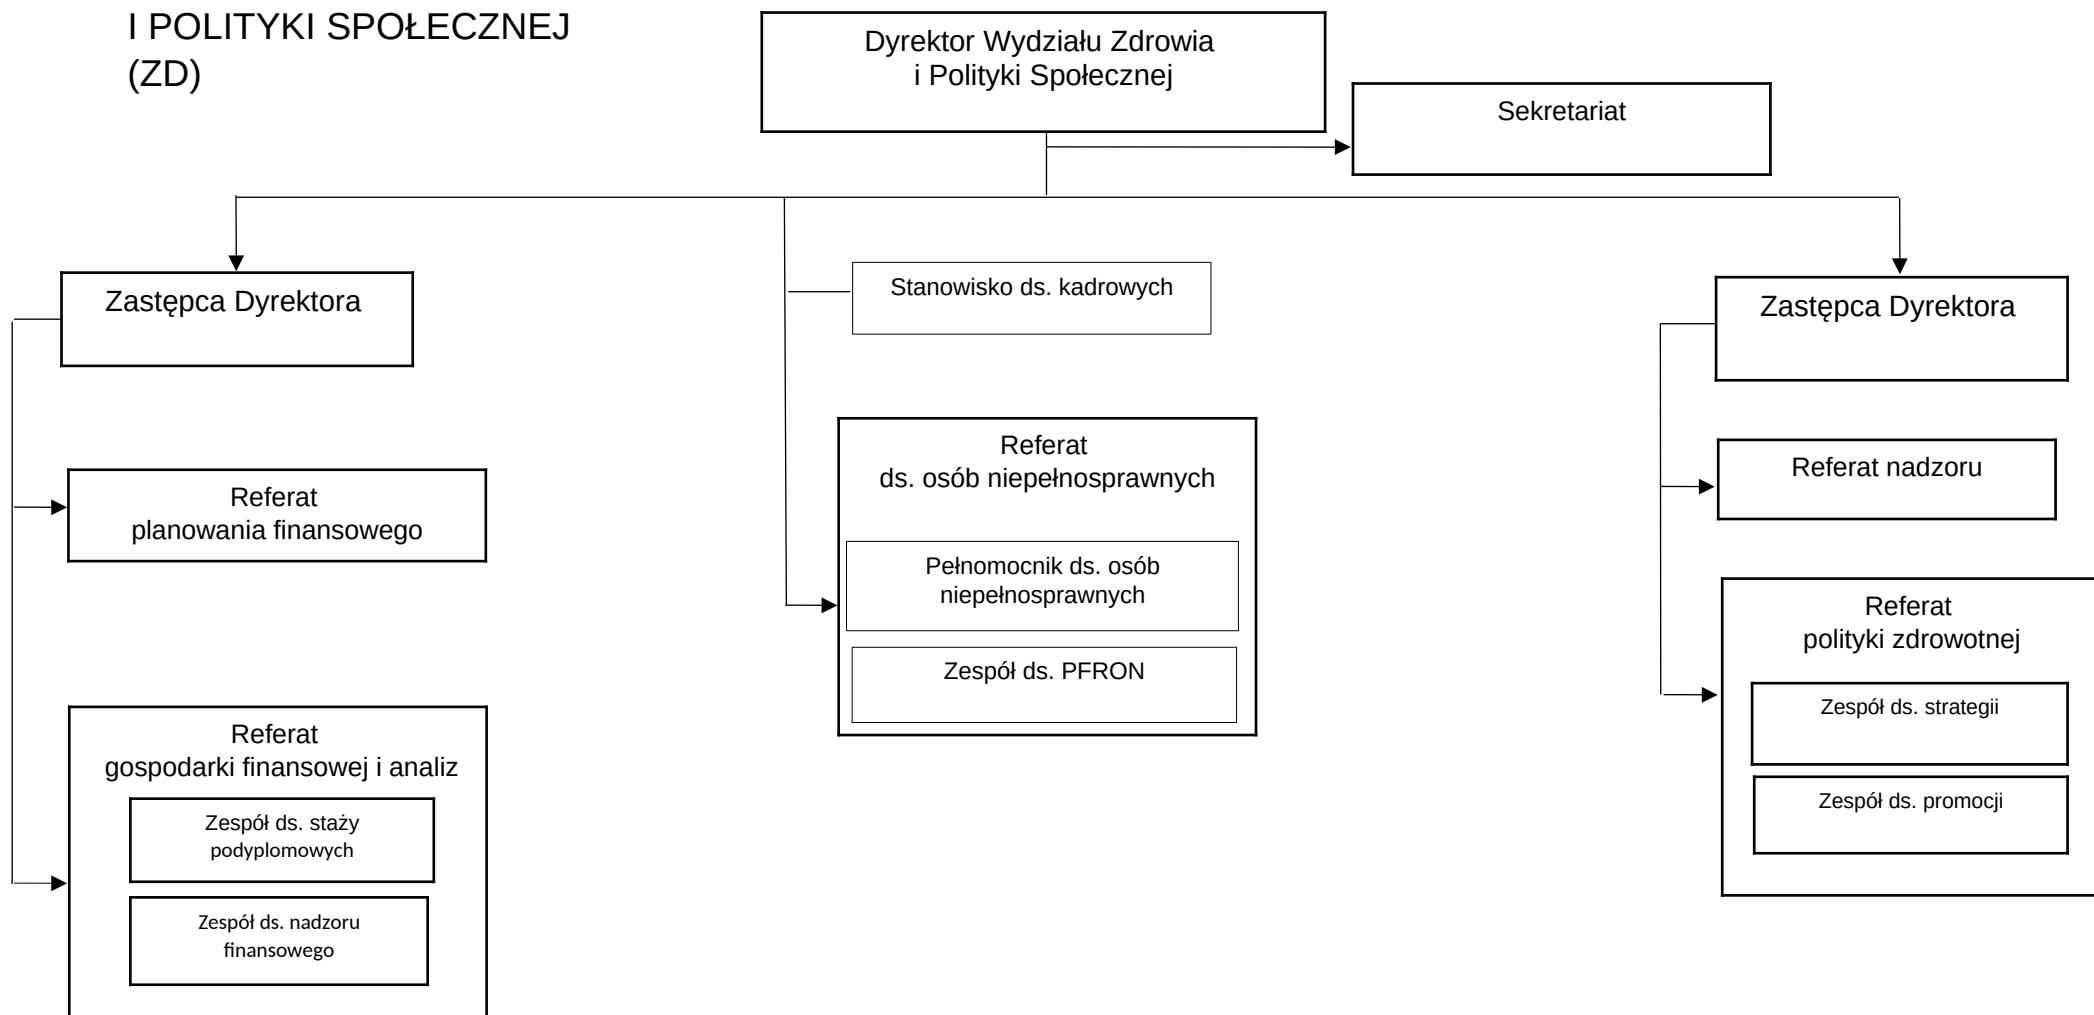 I POLITYKI SPOŁECZNEJ
(ZD)
Dyrektor Wydziału Zdrowia
i Polityki Społecznej
Sekretariat
Zastępca Dyrektora
Stanowisko ds. kadrowych
Zastępca Dyrektora
Referat
planowania finansowego
Referat
ds. osób niepełnosprawnych
Referat nadzoru
Pełnomocnik ds. osób
niepełnosprawnych
Zespół ds. PFRON
Referat
polityki zdrowotnej
Zespół ds. strategii
Zespół ds. promocji
Referat
gospodarki finansowej i analiz
Zespół ds. staży
podyplomowych
Zespół ds. nadzoru
finansowego